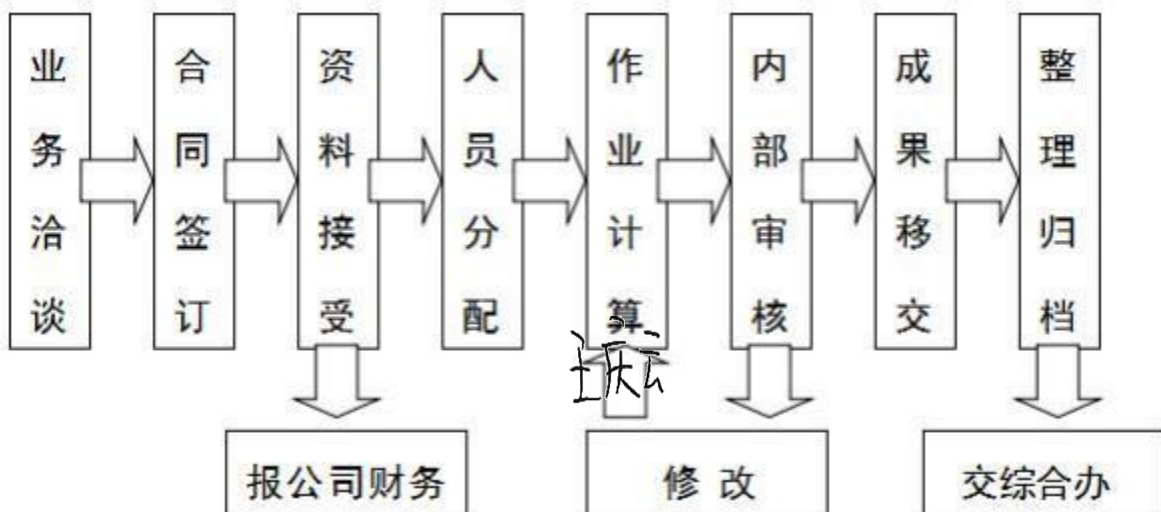 业务洽谈
合同签订
资料接受
人员分配
作业计算
内部审核
成果移交
整理归档
报公司财务
修 改
交综合办